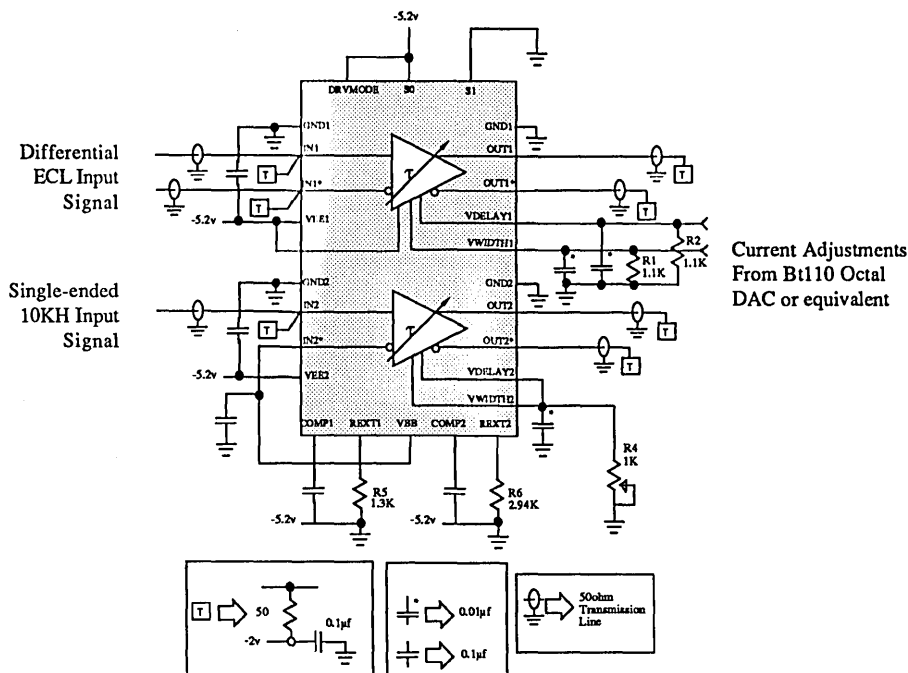 -5.2v
DRVMODE S0 S1
GND1 GND1
Differential
ECL Input
Signal
IN1 OUT1
T T
IN1* τ OUT1*
T T
-5.2v VEE1 VDELAY1
VWIDTH1
R2
1.1K
R1
1.1K
Current Adjustments
From Bt110 Octal
DAC or equivalent
Single-ended
10KH Input
Signal
GND2 GND2
IN2 OUT2
T T
IN2* τ OUT2*
T
-5.2v VEE2 VDELAY2
VWIDTH2
COMP1 REXT1 VBB COMP2 REXT2
R4
1K
R5
1.3K
R6
2.94K
-5.2v -5.2v
T 50
0.1µf
-2v
* 0.01µf
0.1µf
50ohm
Transmission
Line